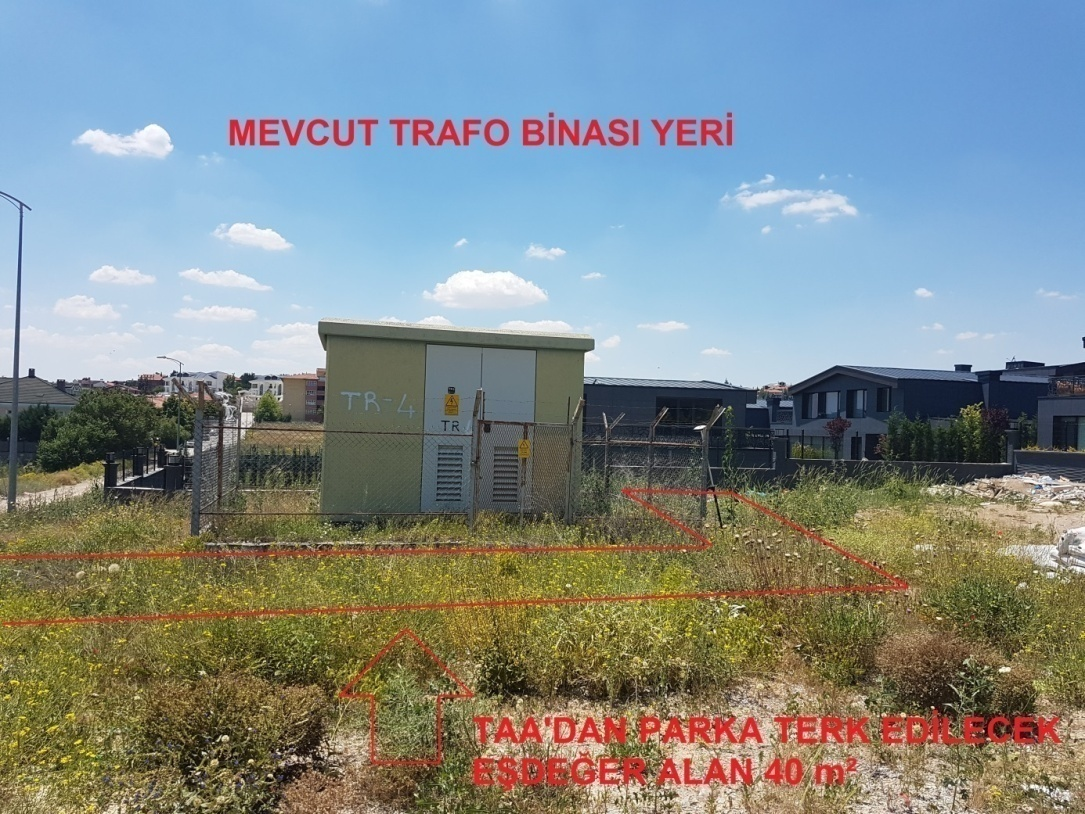 MEVCUT TRAFO BİNASI YERİ
TR-4
TR
TAA'DAN PARKA TERK EDİLECEK
EŞDEĞER ALAN 40 m²